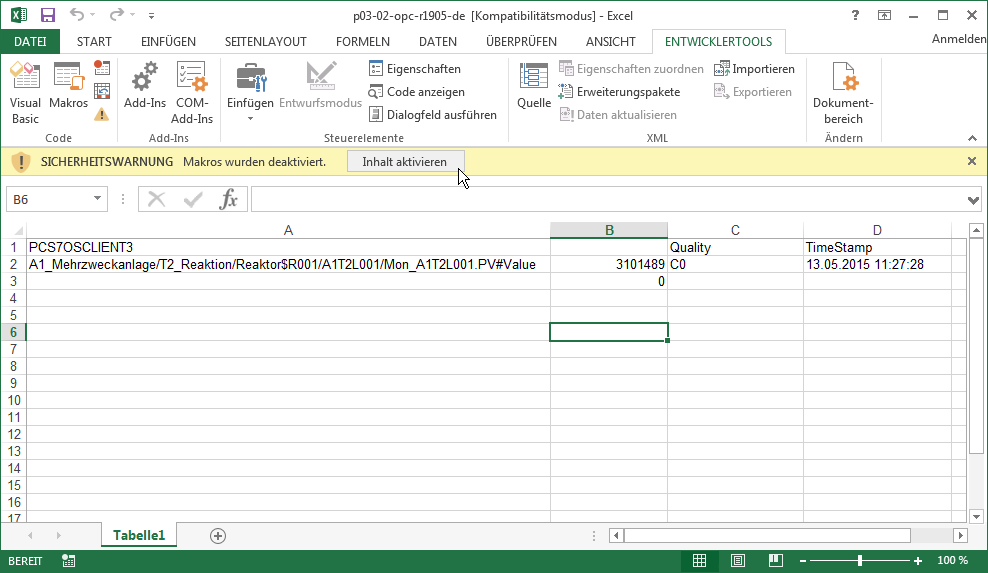 p03-02-opc-r1905-de [Kompatibilitätsmodus] - Excel
DATEI START EINFÜGEN SEITENLAYOUT FORMELN DATEN ÜBERPRÜFEN ANSICHT ENTWICKLERTOOLS Anmelden
Visual Basic
Makros
Code
Add-Ins
COM-Add-Ins
Add-Ins
Einfügen
Entwurfsmodus
Eigenschaften
Code anzeigen
Dialogfeld ausführen
Steuerelemente
Quelle
Eigenschaften zuordnen
Erweiterungspakete
Daten aktualisieren
Importieren
Exportieren
XML
Dokument-
bereich
Ändern
SICHERHEITSWARNUNG Makros wurden deaktiviert. Inhalt aktivieren
B6 fx
A B C D
1 PCS7OSCLIENT3 Quality TimeStamp
2 A1_Mehrzweckanlage/T2_Reaktion/Reaktor$R001/A1T2L001/Mon_A1T2L001.PV#Value 3101489 C0 13.05.2015 11:27:28
3 0
4
5
6
7
8
9
10
11
12
13
14
15
16
17
Tabelle1
BEREIT 100 %